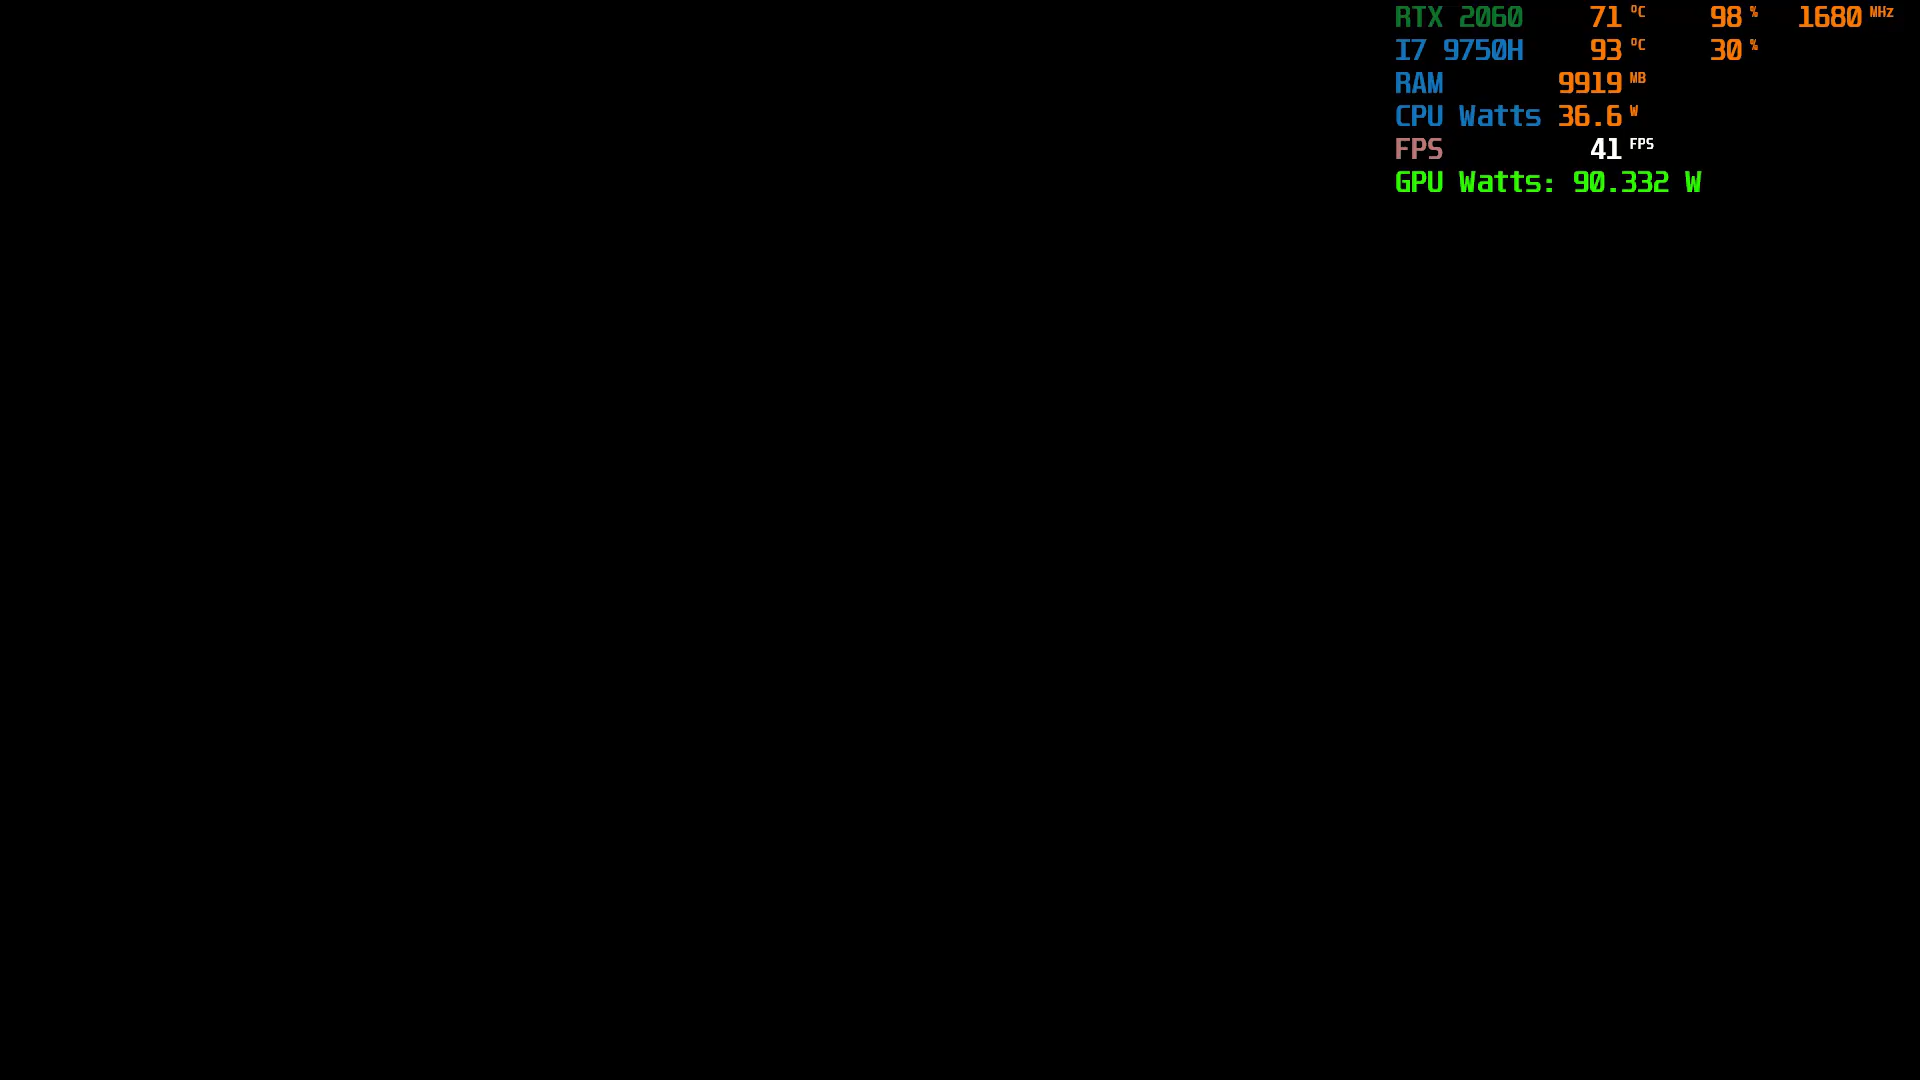 RTX 2060 71 °C 98 % 1680 MHz
I7 9750H 93 °C 30 %
RAM 9919 MB
CPU Watts 36.6 W
FPS 41 FPS
GPU Watts: 90.332 W